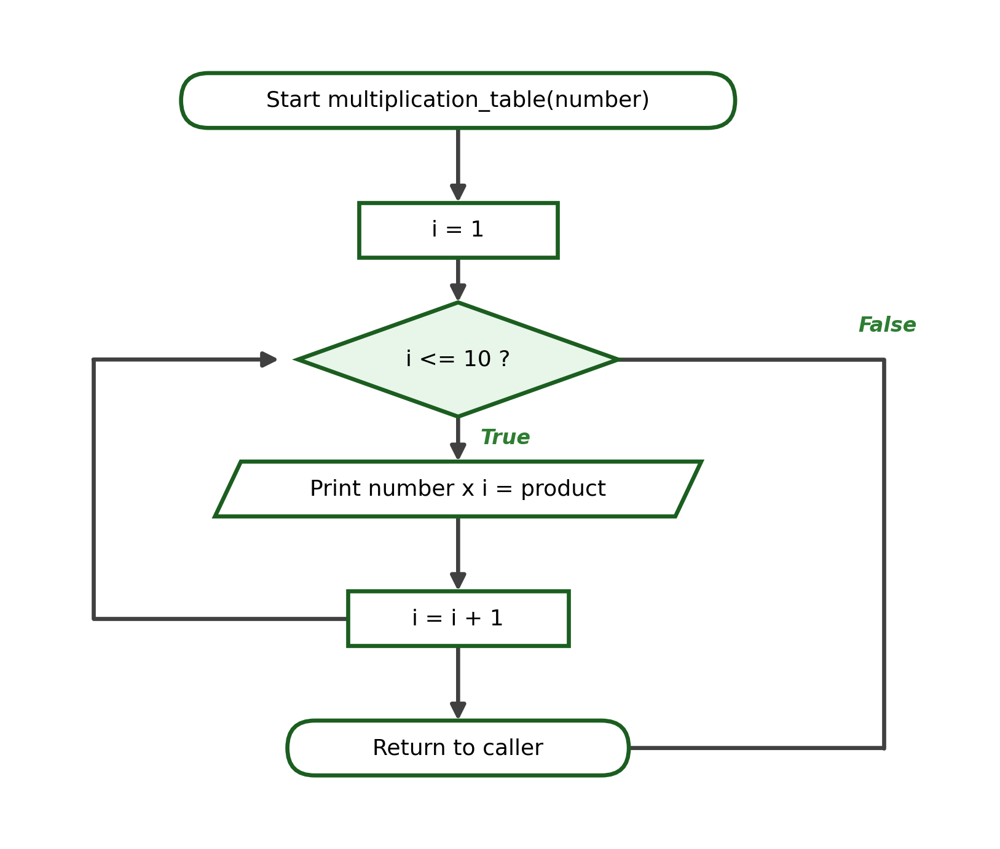 Start multiplication_table(number)
i = 1
False
i <= 10 ?
True
Print number x i = product
i = i + 1
Return to caller